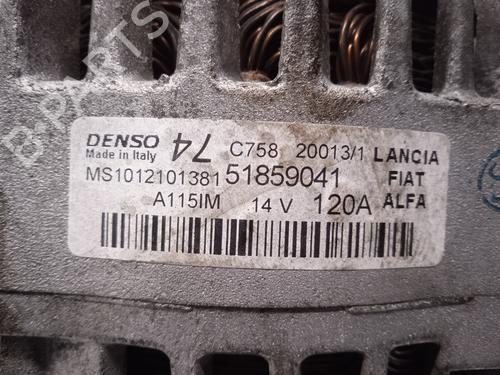 B-PARTS
DENSO 74 C758 20013/1 LANCIA
Made in Italy
MS1012101381 51859041 FIAT
A115IM 14 V 120A ALFA